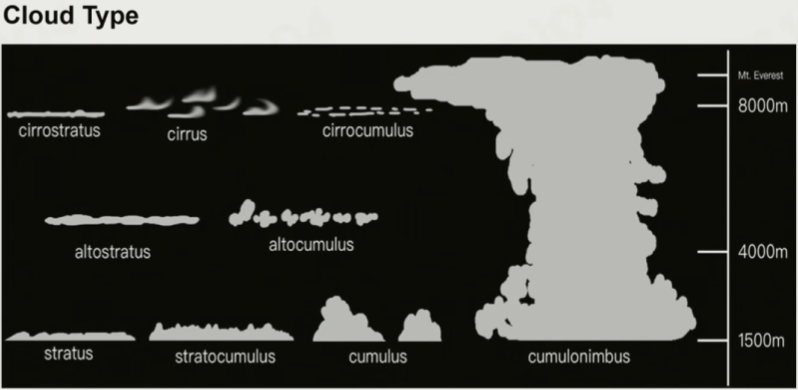 Cloud Type
Mt. Everest
8000m
cirrostratus
cirrus
cirrocumulus
altostratus
altocumulus
4000m
stratus
stratocumulus
cumulus
cumulonimbus
1500m